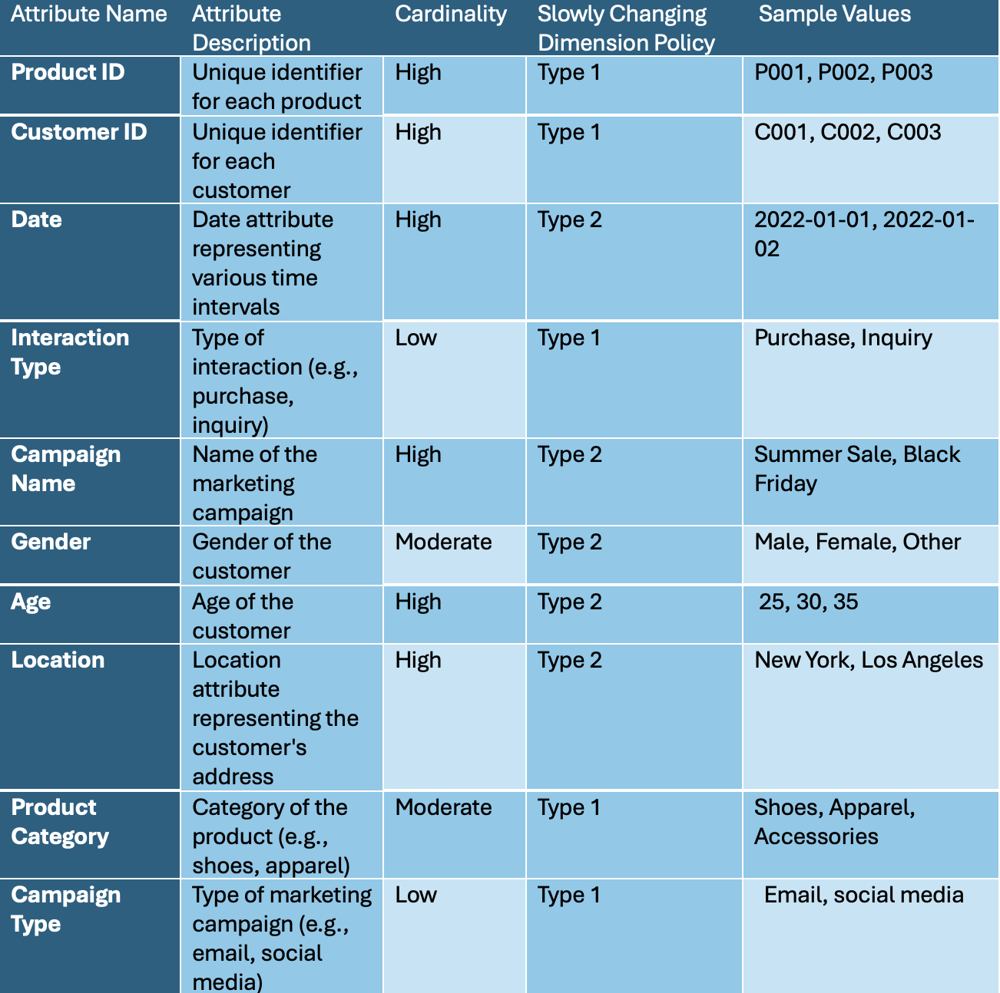 Attribute Name
Attribute
Description
Cardinality
Slowly Changing
Dimension Policy
Sample Values
Product ID
Unique identifier
for each product
High
Type 1
P001, P002, P003
Customer ID
Unique identifier
for each
customer
High
Type 1
C001, C002, C003
Date
Date attribute
representing
various time
intervals
High
Type 2
2022-01-01, 2022-01-
02
Interaction
Type
Type of
interaction (e.g.,
purchase,
inquiry)
Low
Type 1
Purchase, Inquiry
Campaign
Name
Name of the
marketing
campaign
High
Type 2
Summer Sale, Black
Friday
Gender
Gender of the
customer
Moderate
Type 2
Male, Female, Other
Age
Age of the
customer
High
Type 2
25, 30, 35
Location
Location
attribute
representing the
customer's
address
High
Type 2
New York, Los Angeles
Product
Category
Category of the
product (e.g.,
shoes, apparel)
Moderate
Type 1
Shoes, Apparel,
Accessories
Campaign
Type
Type of marketing
campaign (e.g.,
email, social
media)
Low
Type 1
Email, social media